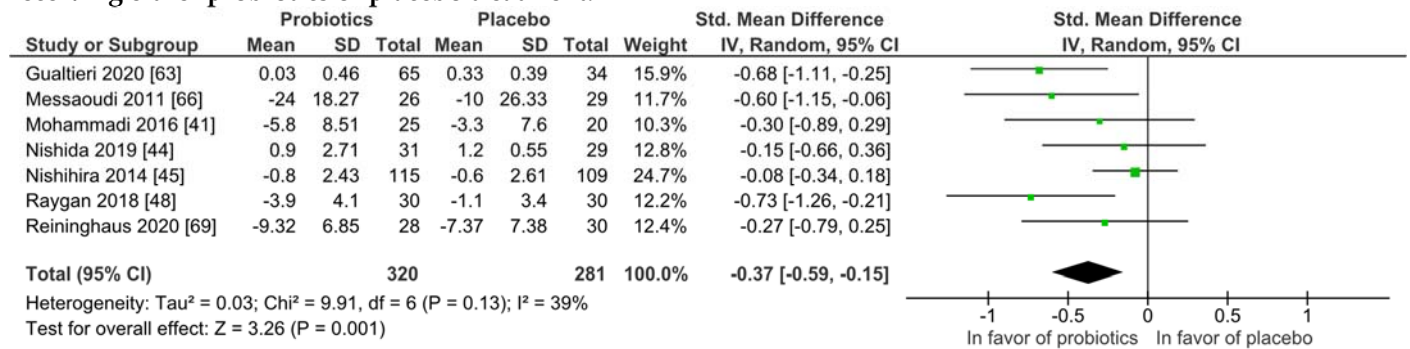 Probiotics Placebo Std. Mean Difference Std. Mean Difference
Study or Subgroup Mean SD Total Mean SD Total Weight IV, Random, 95% CI IV, Random, 95% CI
Gualtieri 2020 [63] 0.03 0.46 65 0.33 0.39 34 15.9% -0.68 [-1.11, -0.25]
Messaoudi 2011 [66] -24 18.27 26 -10 26.33 29 11.7% -0.60 [-1.15, -0.06]
Mohammadi 2016 [41] -5.8 8.51 25 -3.3 7.6 20 10.3% -0.30 [-0.89, 0.29]
Nishida 2019 [44] 0.9 2.71 31 1.2 0.55 29 12.8% -0.15 [-0.66, 0.36]
Nishihira 2014 [45] -0.8 2.43 115 -0.6 2.61 109 24.7% -0.08 [-0.34, 0.18]
Raygan 2018 [48] -3.9 4.1 30 -1.1 3.4 30 12.2% -0.73 [-1.26, -0.21]
Reininghaus 2020 [69] -9.32 6.85 28 -7.37 7.38 30 12.4% -0.27 [-0.79, 0.25]
Total (95% CI) 320 281 100.0% -0.37 [-0.59, -0.15]
Heterogeneity: Tau² = 0.03; Chi² = 9.91, df = 6 (P = 0.13); I² = 39%
Test for overall effect: Z = 3.26 (P = 0.001)
-1 -0.5 0 0.5 1
In favor of probiotics In favor of placebo